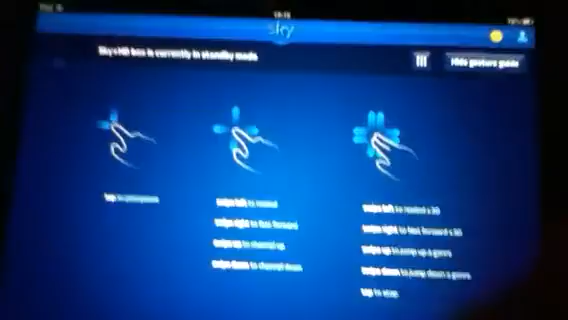 sky
Sky+HD box is currently in standby mode
Hide gesture guide
tap to play/pause
swipe left to rewind
swipe right to fast forward
swipe up to channel up
swipe down to channel down
swipe left to rewind x30
swipe right to fast forward x30
swipe up to jump up a genre
swipe down to jump down a genre
tap to stop